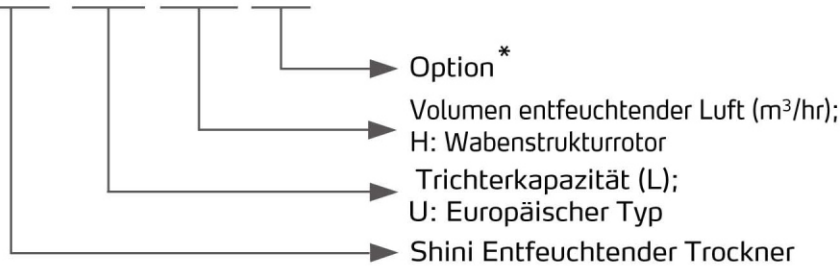 Option*
Volumen entfeuchtender Luft (m³/hr);
H: Wabenstrukturrotor
Trichterkapazität (L);
U: Europäischer Typ
Shini Entfeuchtender Trockner